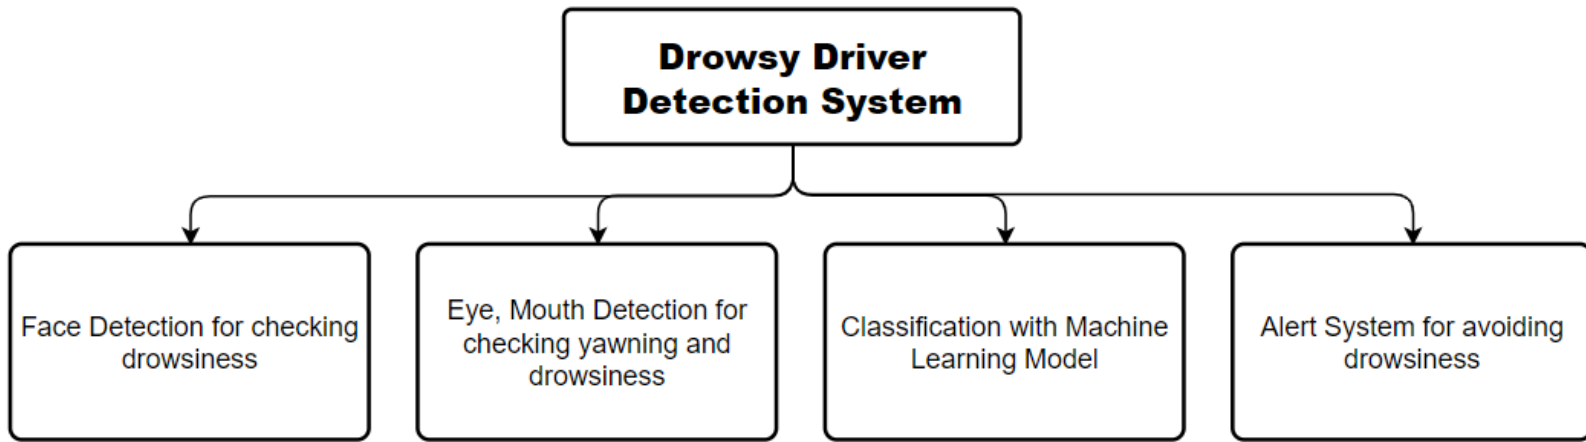 Drowsy Driver
Detection System
Face Detection for checking
drowsiness
Eye, Mouth Detection for
checking yawning and
drowsiness
Classification with Machine
Learning Model
Alert System for avoiding
drowsiness